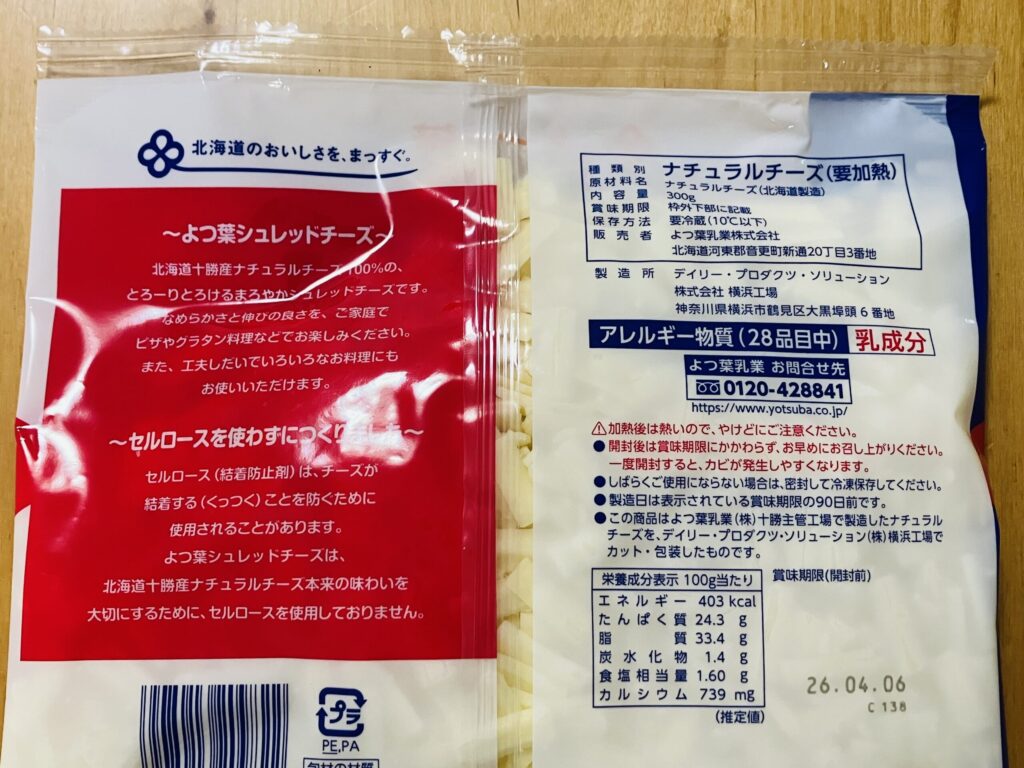 北海道のおいしさを、まっすぐ。
～よつ葉シュレッドチーズ～
北海道十勝産ナチュラルチーズ100%の、
とろーりとろけるまろやかシュレッドチーズです。
なめらかさと伸びの良さを、ご家庭で
ピザやグラタン料理などでお楽しみください。
また、工夫しだいでいろいろなお料理にも
お使いいただけます。
～セルロースを使わずにつくりました～
セルロース(結着防止剤)は、チーズが
結着する(くっつく)ことを防ぐために
使用されることがあります。
よつ葉シュレッドチーズは、
北海道十勝産ナチュラルチーズ本来の味わいを
大切にするために、セルロースを使用しておりません。
プラ
PE,PA
包材の材質
種類別 ナチュラルチーズ(要加熱)
原材料名 ナチュラルチーズ(北海道製造)
内容量 300g
賞味期限 枠外下部に記載
保存方法 要冷蔵(10℃以下)
販売者 よつ葉乳業株式会社
北海道河東郡音更町新通20丁目3番地
製造所 デイリー・プロダクツ・ソリューション
株式会社 横浜工場
神奈川県横浜市鶴見区大黒埠頭6番地
アレルギー物質(28品目中) 乳成分
よつ葉乳業 お問合せ先
0120-428841
https://www.yotsuba.co.jp/
⚠加熱後は熱いので、やけどにご注意ください。
●開封後は賞味期限にかかわらず、お早めにお召し上がりください。
一度開封すると、カビが発生しやすくなります。
●しばらくご使用にならない場合は、密封して冷凍保存してください。
●製造日は表示されている賞味期限の90日前です。
●この商品はよつ葉乳業(株)十勝主管工場で製造したナチュラル
チーズを、デイリー・プロダクツ・ソリューション(株)横浜工場で
カット・包装したものです。
栄養成分表示 100g当たり
エネルギー 403 kcal
たんぱく質 24.3 g
脂質 33.4 g
炭水化物 1.4 g
食塩相当量 1.60 g
カルシウム 739 mg
(推定値)
賞味期限(開封前)
26.04.06
C 138